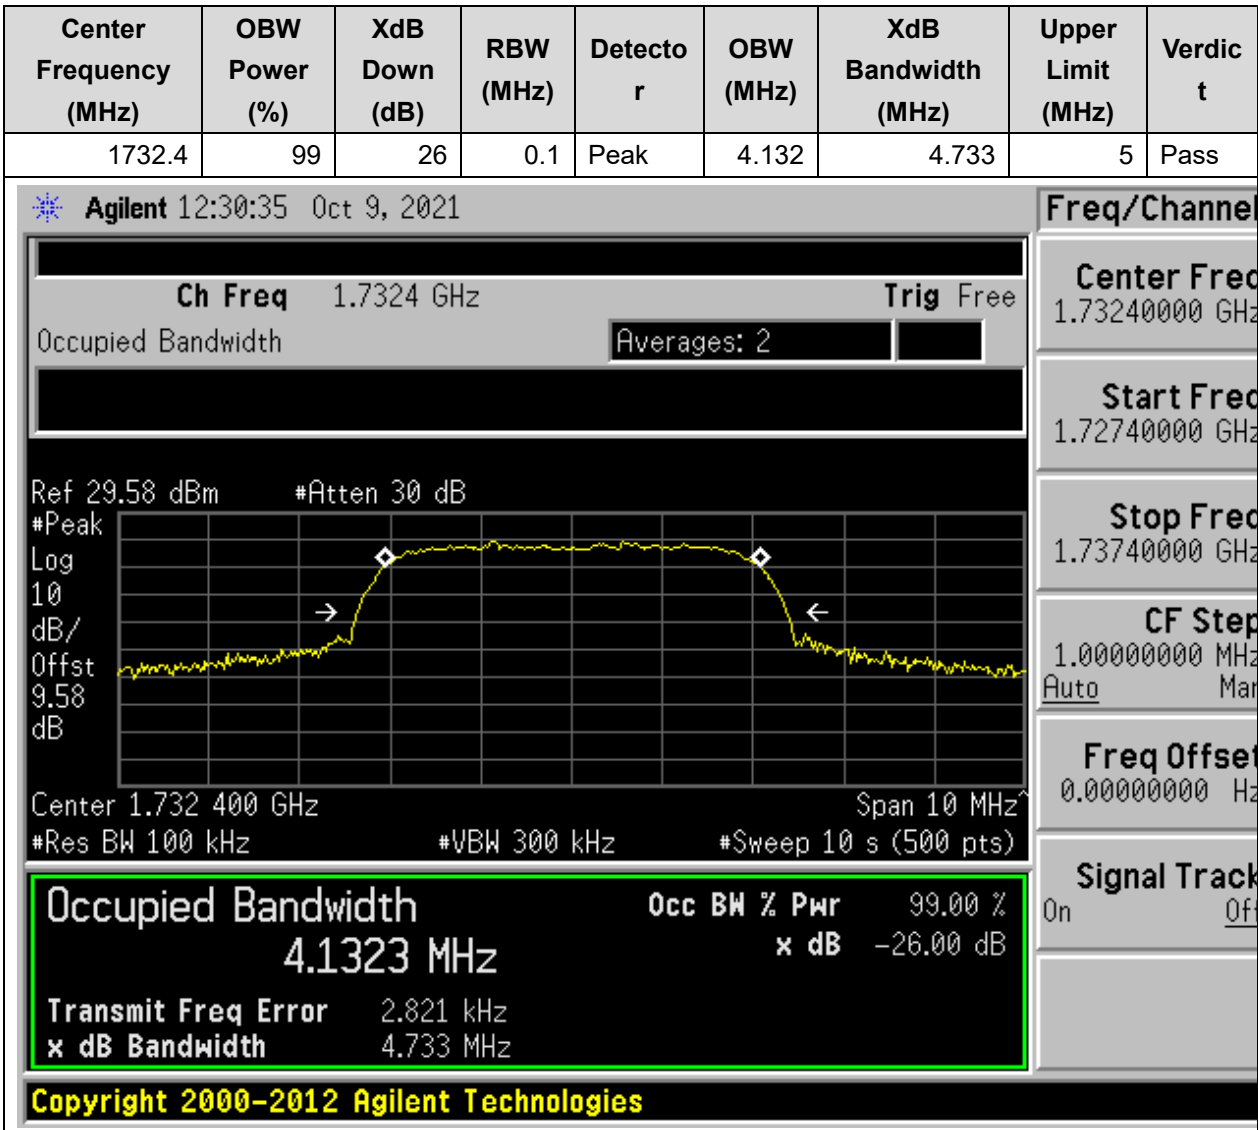 Center Frequency (MHz) OBW Power (%) XdB Down (dB) RBW (MHz) Detecto r OBW (MHz) XdB Bandwidth (MHz) Upper Limit (MHz) Verdic t
1732.4 99 26 0.1 Peak 4.132 4.733 5 Pass
Agilent 12:30:35 Oct 9, 2021
Freq/Channel
Ch Freq 1.7324 GHz Trig Free
Occupied Bandwidth Averages: 2
Center Freq
1.73240000 GHz
Start Freq
1.72740000 GHz
Stop Freq
1.73740000 GHz
CF Step
1.00000000 MHz
Auto Man
Freq Offset
0.00000000 Hz
Signal Track
On Off
Ref 29.58 dBm #Atten 30 dB
#Peak
Log
10
dB/
Offst
9.58
dB
Center 1.732 400 GHz Span 10 MHz^
#Res BW 100 kHz #VBW 300 kHz #Sweep 10 s (500 pts)
Occupied Bandwidth Occ BW % Pwr 99.00 %
4.1323 MHz x dB -26.00 dB
Transmit Freq Error 2.821 kHz
x dB Bandwidth 4.733 MHz
Copyright 2000-2012 Agilent Technologies